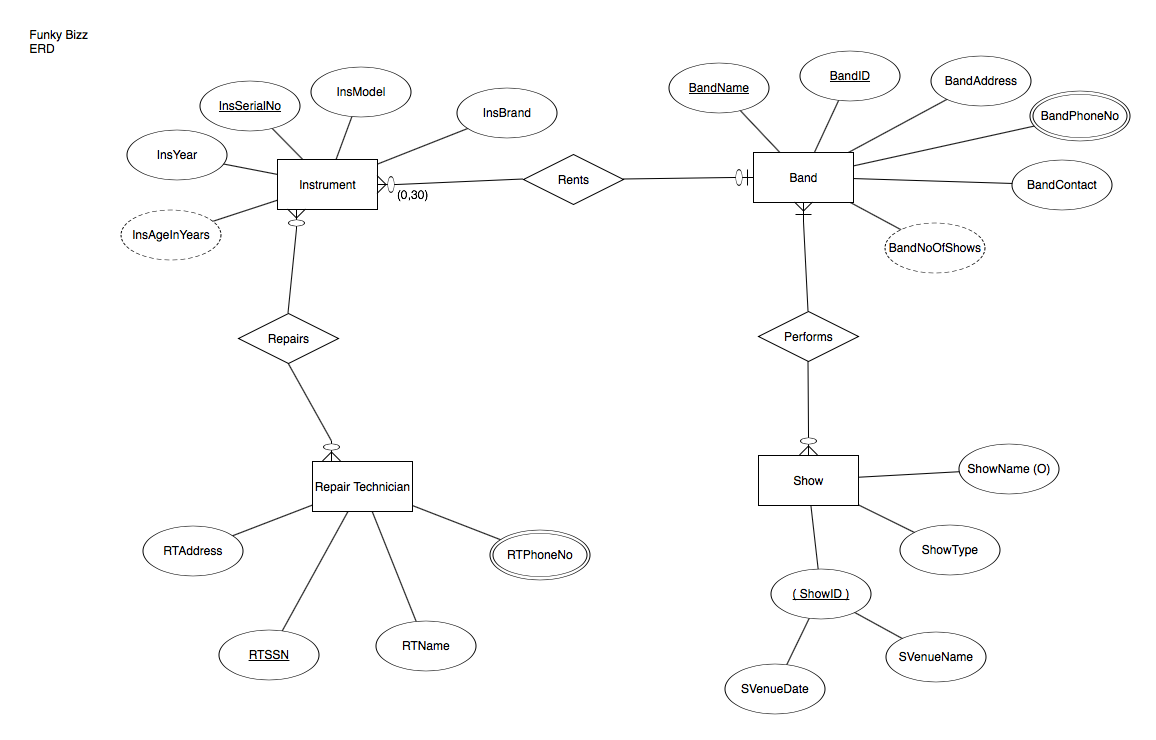 Funky Bizz
ERD
InsSerialNo
InsModel
InsBrand
InsYear
Instrument
InsAgeInYears
(0,30)
Rents
BandName
BandID
BandAddress
BandPhoneNo
Band
BandContact
BandNoOfShows
Repairs
Performs
Repair Technician
RTAddress
RTPhoneNo
RTSSN
RTName
Show
ShowName (O)
ShowType
( ShowID )
SVenueName
SVenueDate